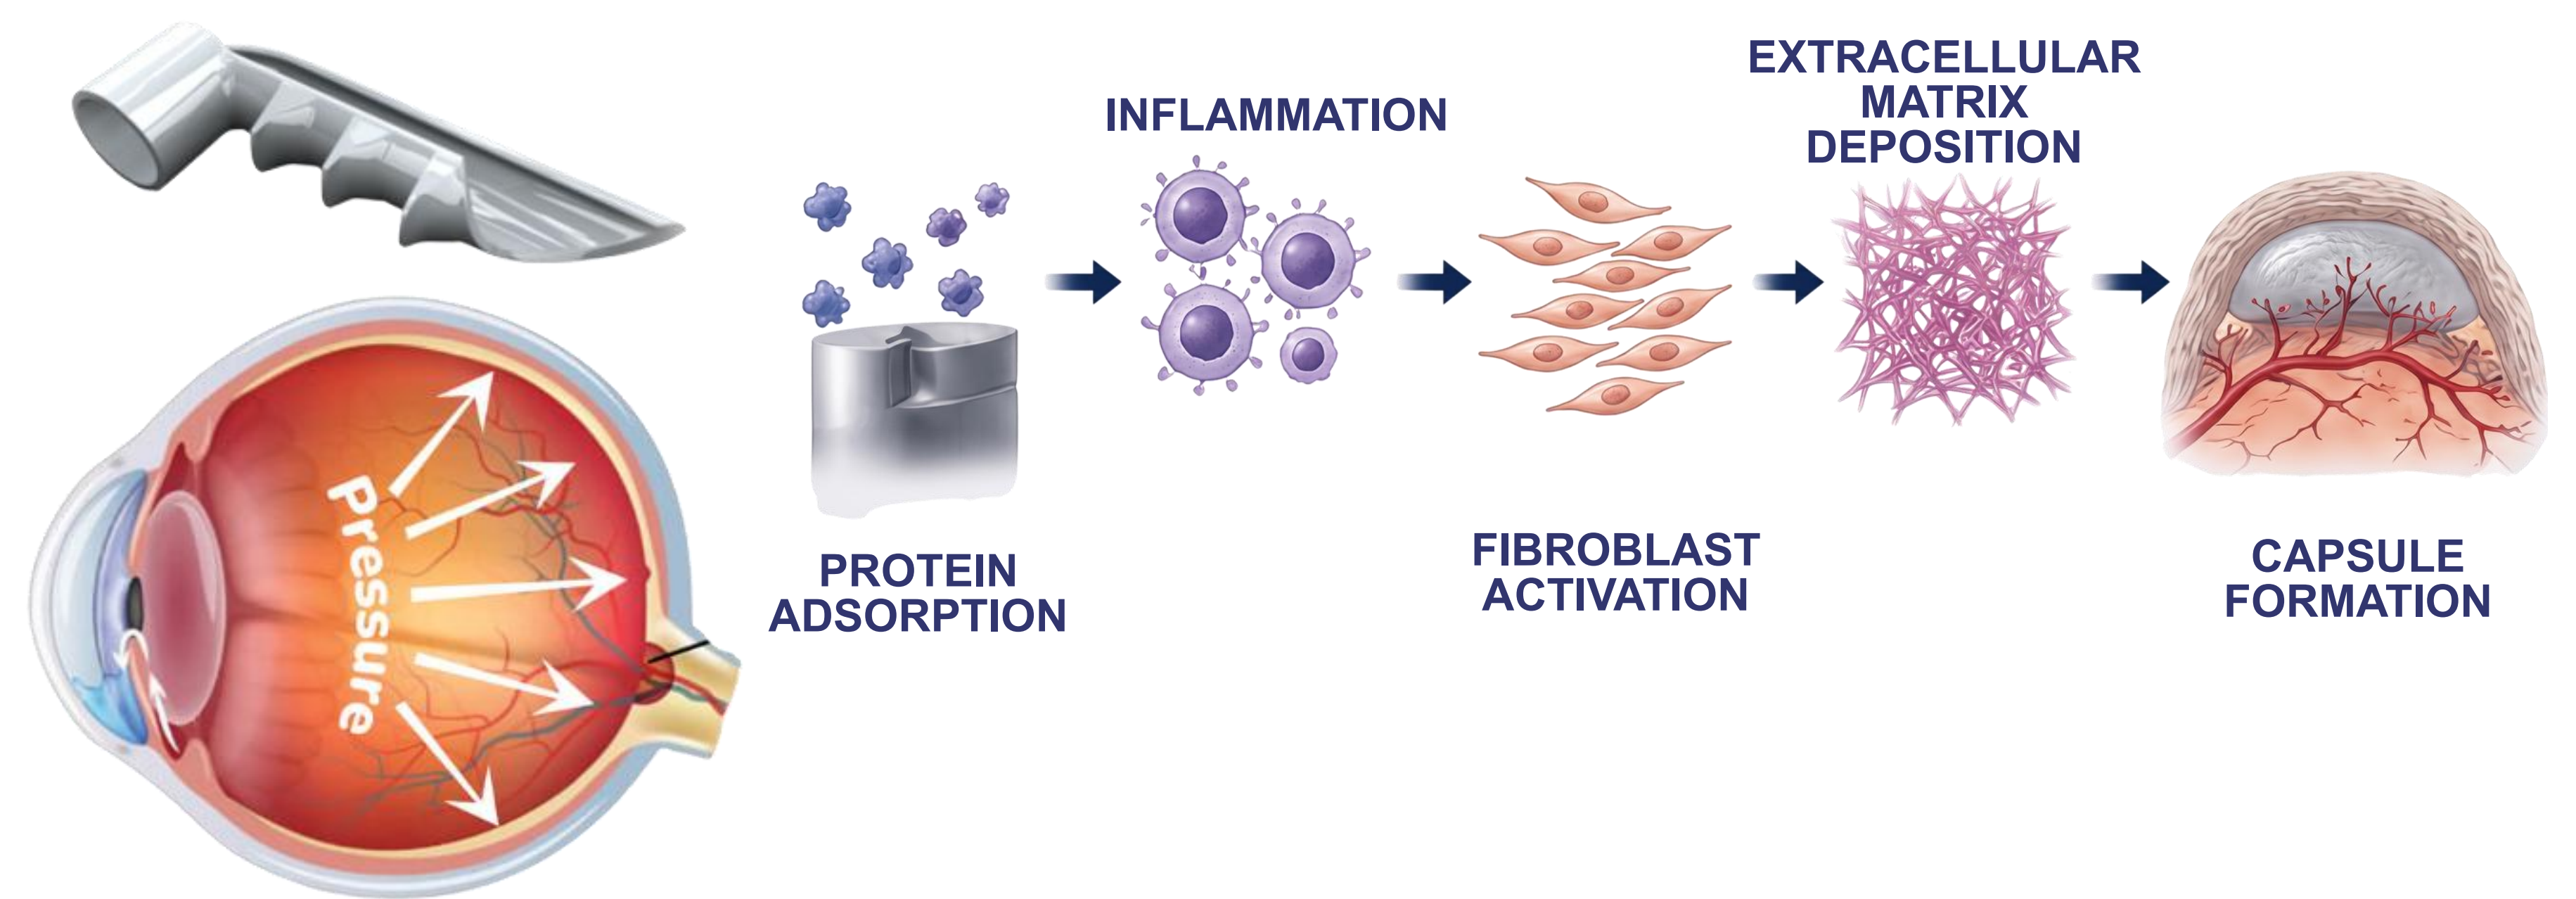 Pressure
PROTEIN
ADSORPTION
INFLAMMATION
FIBROBLAST
ACTIVATION
EXTRACELLULAR
MATRIX
DEPOSITION
CAPSULE
FORMATION